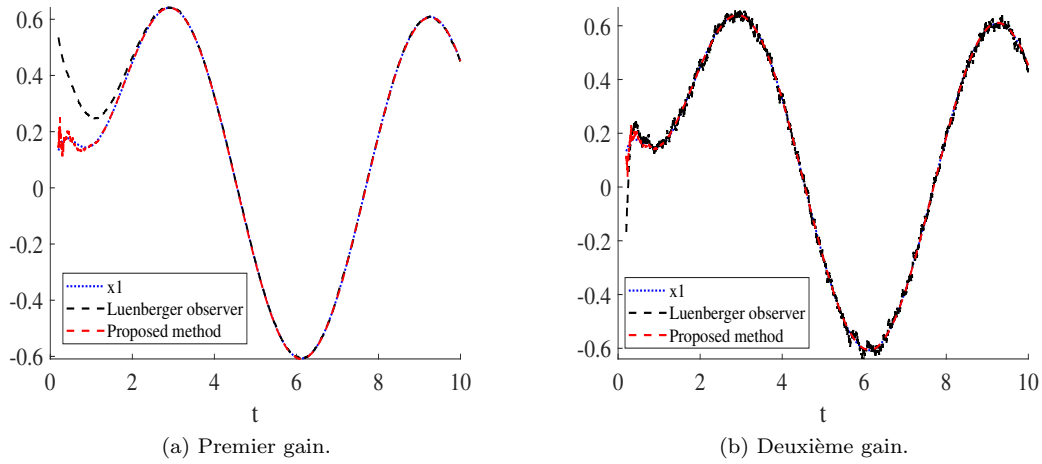 0.6
0.4
0.2
0
-0.2
-0.4
-0.6
x1
Luenberger observer
Proposed method
0 2 4 6 8 10
t
(a) Premier gain.
0.6
0.4
0.2
0
-0.2
-0.4
-0.6
x1
Luenberger observer
Proposed method
0 2 4 6 8 10
t
(b) Deuxième gain.